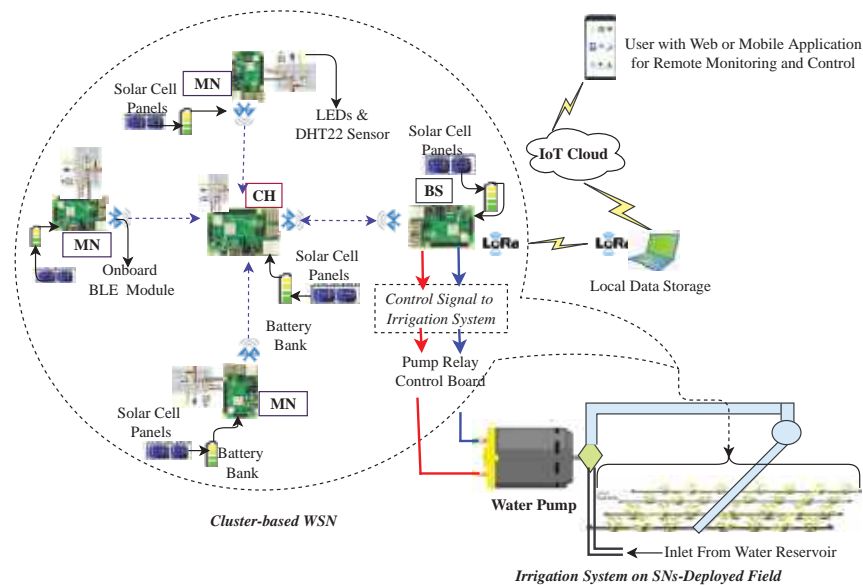 User with Web or Mobile Application
for Remote Monitoring and Control
Solar Cell
Panels
MN
LEDs &
DHT22 Sensor
Solar Cell
Panels
BS
IoT Cloud
CH
MN
LoRa
LoRa
Onboard
BLE Module
Solar Cell
Panels
Local Data Storage
Control Signal to
Irrigation System
Battery
Bank
Pump Relay
Control Board
MN
Solar Cell
Panels
Battery
Bank
Water Pump
Cluster-based WSN
Inlet From Water Reservoir
Irrigation System on SNs-Deployed Field